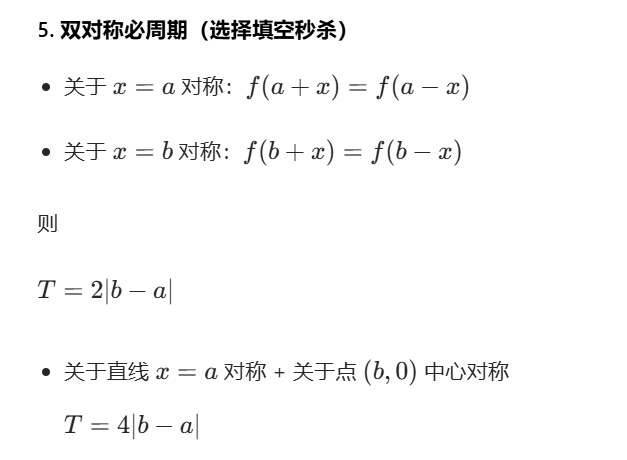 5. 双对称必周期（选择填空秒杀）
• 关于 x = a 对称：f(a + x) = f(a − x)
• 关于 x = b 对称：f(b + x) = f(b − x)
则
T = 2|b − a|
• 关于直线 x = a 对称 + 关于点 (b, 0) 中心对称
T = 4|b − a|